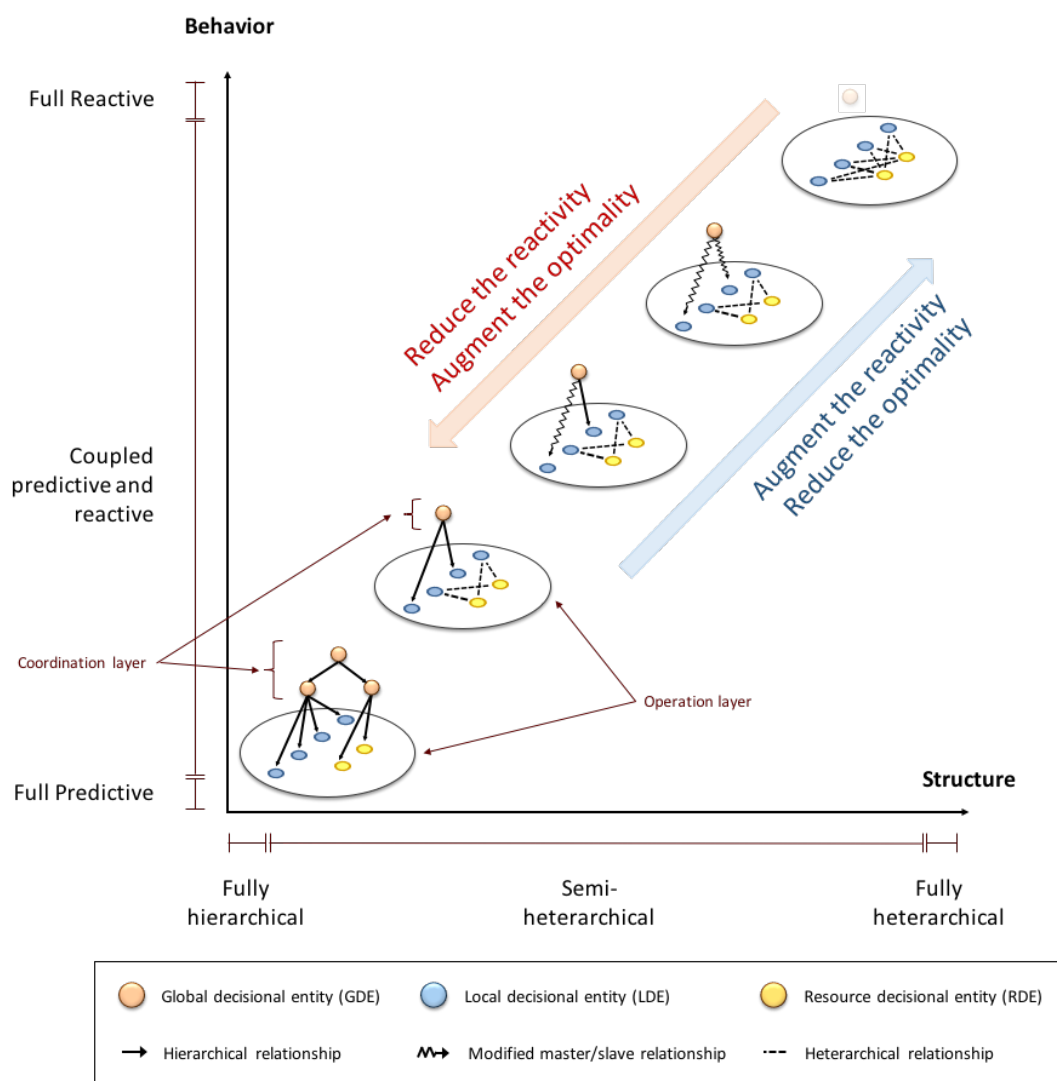 Behavior
Full Reactive
Reduce the reactivity
Augment the optimality
Augment the reactivity
Reduce the optimality
Coupled
predictive and
reactive
Coordination layer
Operation layer
Full Predictive
Structure
Fully
hierarchical
Semi-
heterarchical
Fully
heterarchical
Global decisional entity (GDE)
Local decisional entity (LDE)
Resource decisional entity (RDE)
Hierarchical relationship
Modified master/slave relationship
Heterarchical relationship